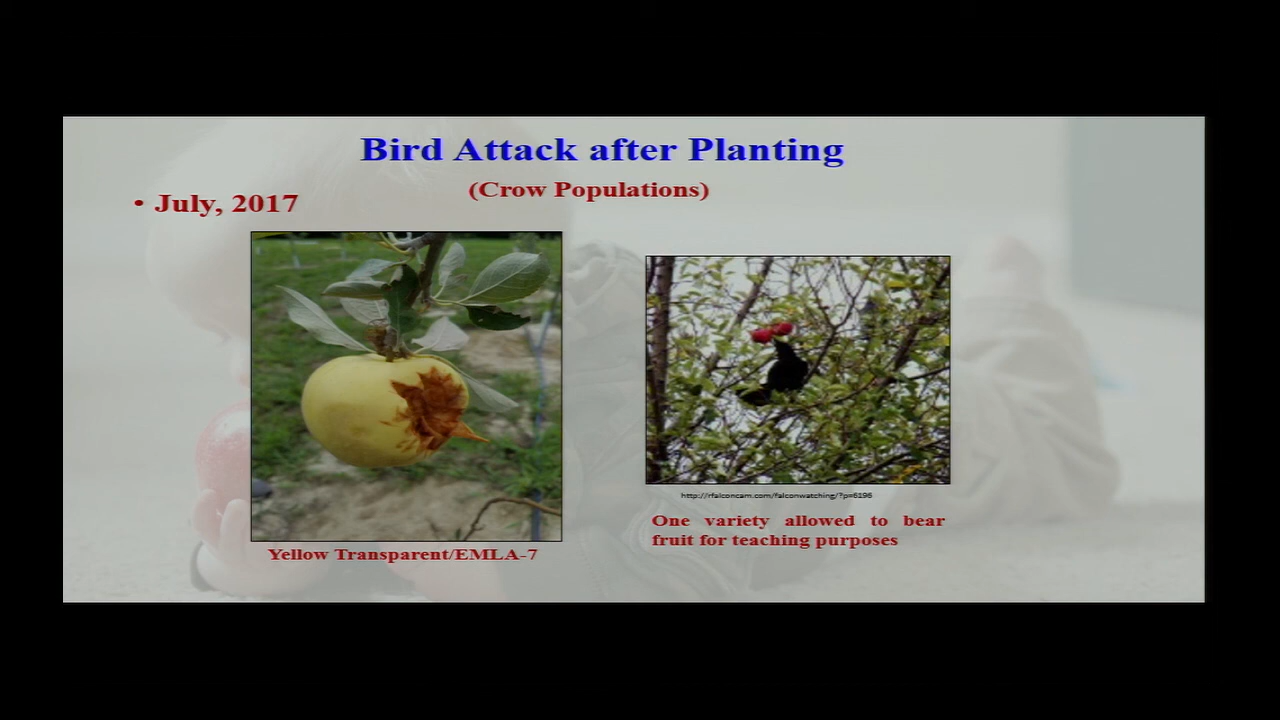 Bird Attack after Planting
(Crow Populations)
• July, 2017
http://rfalconcam.com/falconwatching/?p=6196
One variety allowed to bear
fruit for teaching purposes
Yellow Transparent/EMLA-7